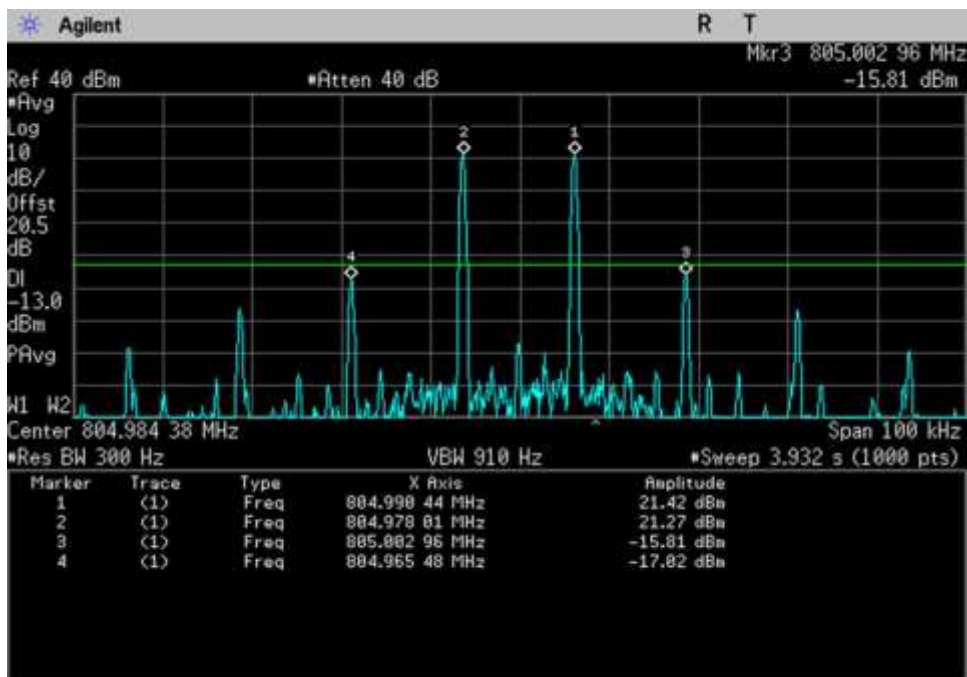 Agilent R T
Mkr3 805.002 96 MHz
Ref 40 dBm #Atten 40 dB -15.81 dBm
#Avg
Log
10
dB/
Offst
20.5
dB
DI
-13.0
dBm
PAvg
W1 W2
2
1
4
3
Center 804.984 38 MHz Span 100 kHz
#Res BW 300 Hz VBW 910 Hz #Sweep 3.932 s (1000 pts)
Marker Trace Type X Axis Amplitude
1 (1) Freq 804.990 44 MHz 21.42 dBm
2 (1) Freq 804.978 01 MHz 21.27 dBm
3 (1) Freq 805.002 96 MHz -15.81 dBm
4 (1) Freq 804.965 48 MHz -17.02 dBm